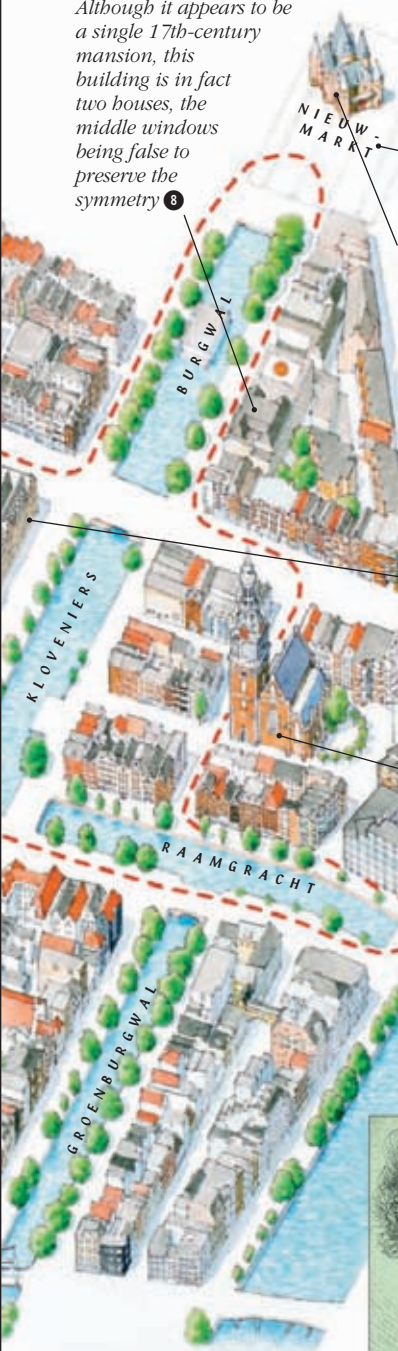 Although it appears to be
a single 17th-century
mansion, this
building is in fact
two houses, the
middle windows
being false to
preserve the
symmetry 8
NIEUW-
MARKT
BURGWAL
KLOVENIERS
RAAMGRACHT
GROENBURGWAL